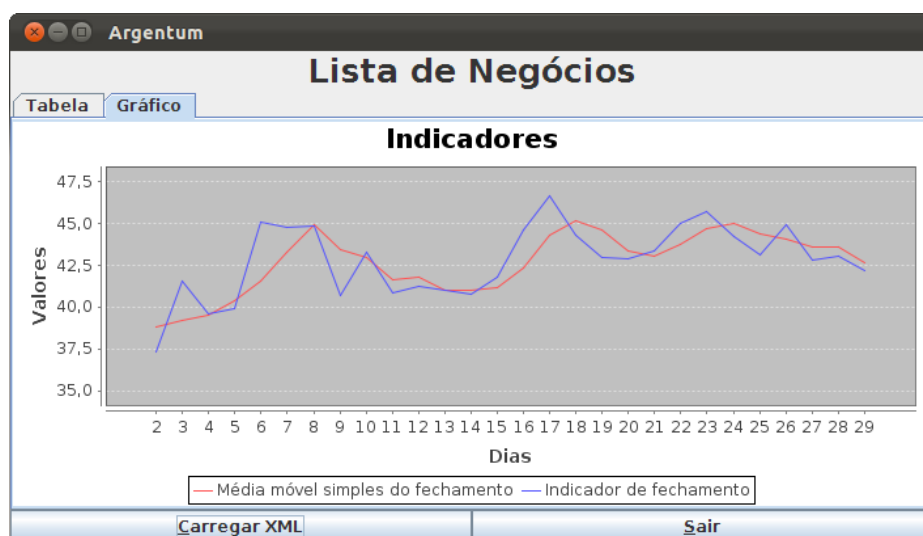 Argentum
Lista de Negócios
Tabela Gráfico
Indicadores
47,5
45,0
42,5
40,0
37,5
35,0
Valores
2 3 4 5 6 7 8 9 10 11 12 13 14 15 16 17 18 19 20 21 22 23 24 25 26 27 28 29
Dias
Média móvel simples do fechamento Indicador de fechamento
Carregar XML Sair